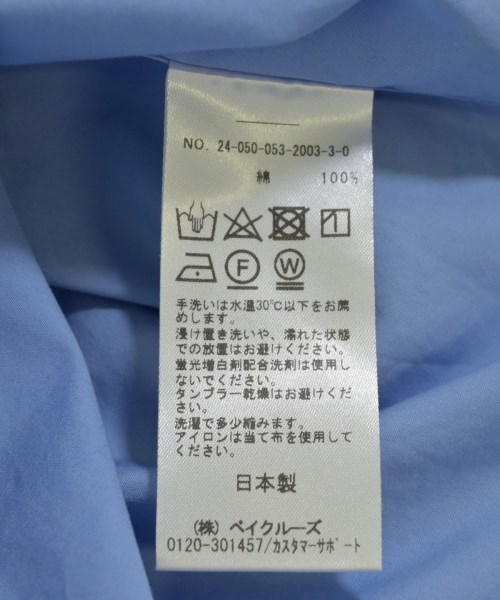 NO. 24-050-053-2003-3-0
綿 100%
F W
手洗いは水温30℃以下をお薦
めします。
浸け置き洗いや、濡れた状態
での放置はお避けください。
蛍光増白剤配合洗剤は使用し
ないでください。
タンブラー乾燥はお避けくださ
い。
洗濯で多少縮みます。
アイロンは当て布を使用して
ください。
日本製
(株) ベイクルーズ
0120-301457/カスタマーサポート